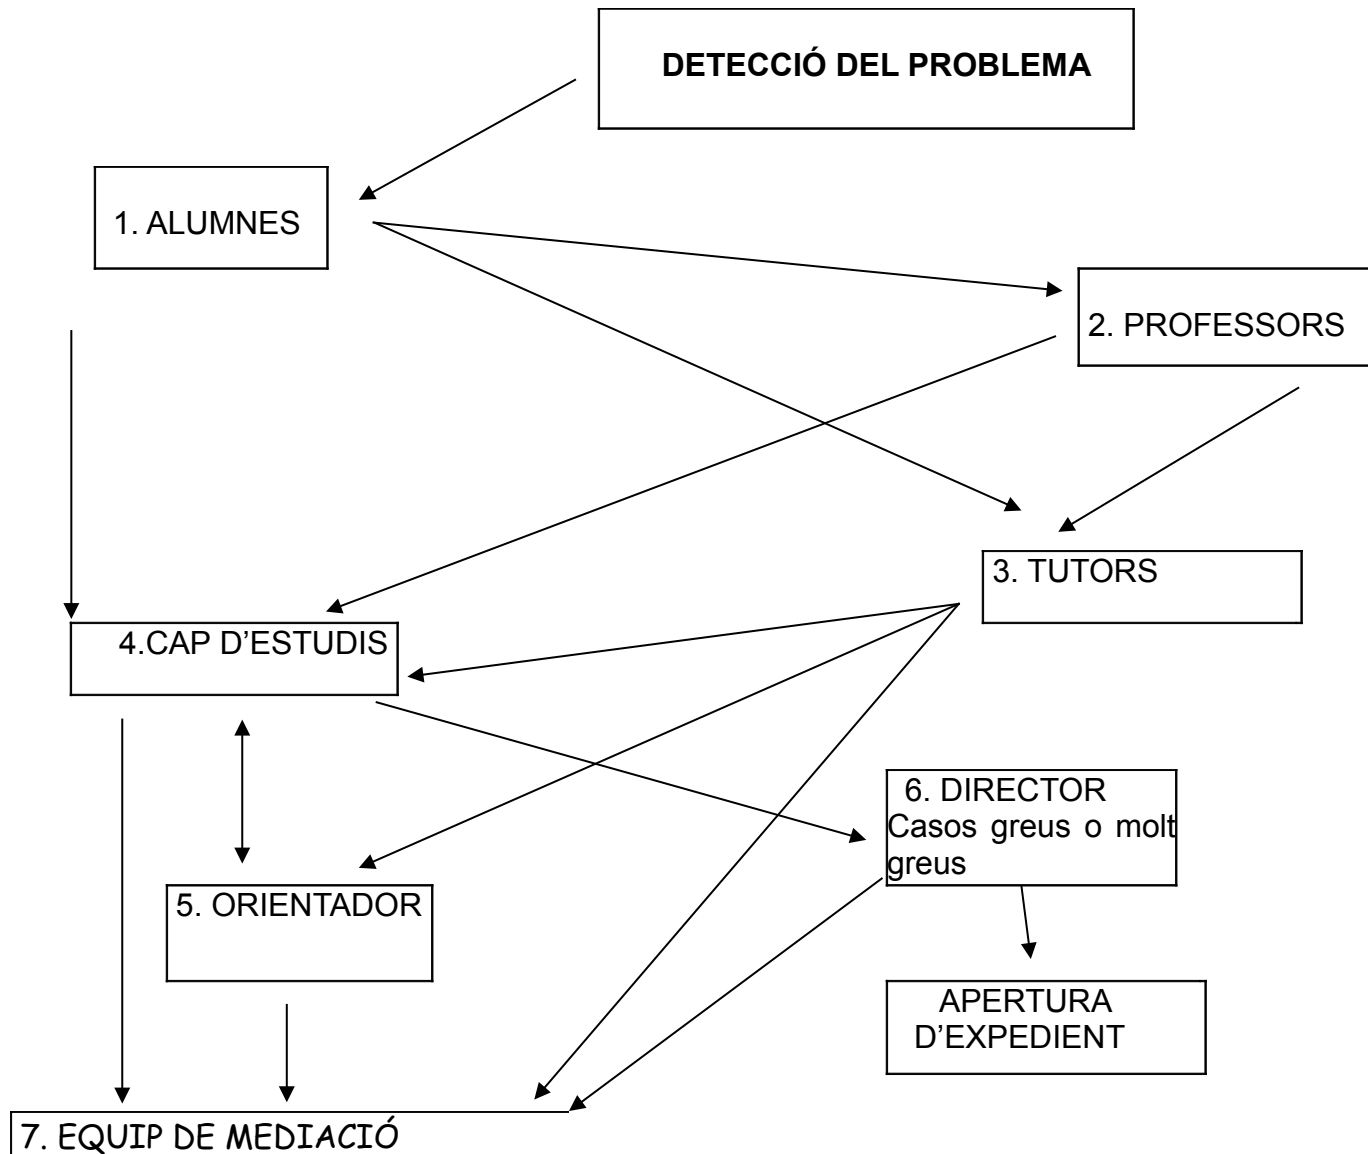 DETECCIÓ DEL PROBLEMA
1. ALUMNES
2. PROFESSORS
3. TUTORS
4.CAP D’ESTUDIS
6. DIRECTOR
Casos greus o molt
greus
5. ORIENTADOR
APERTURA
D’EXPEDIENT
7. EQUIP DE MEDIACIÓ